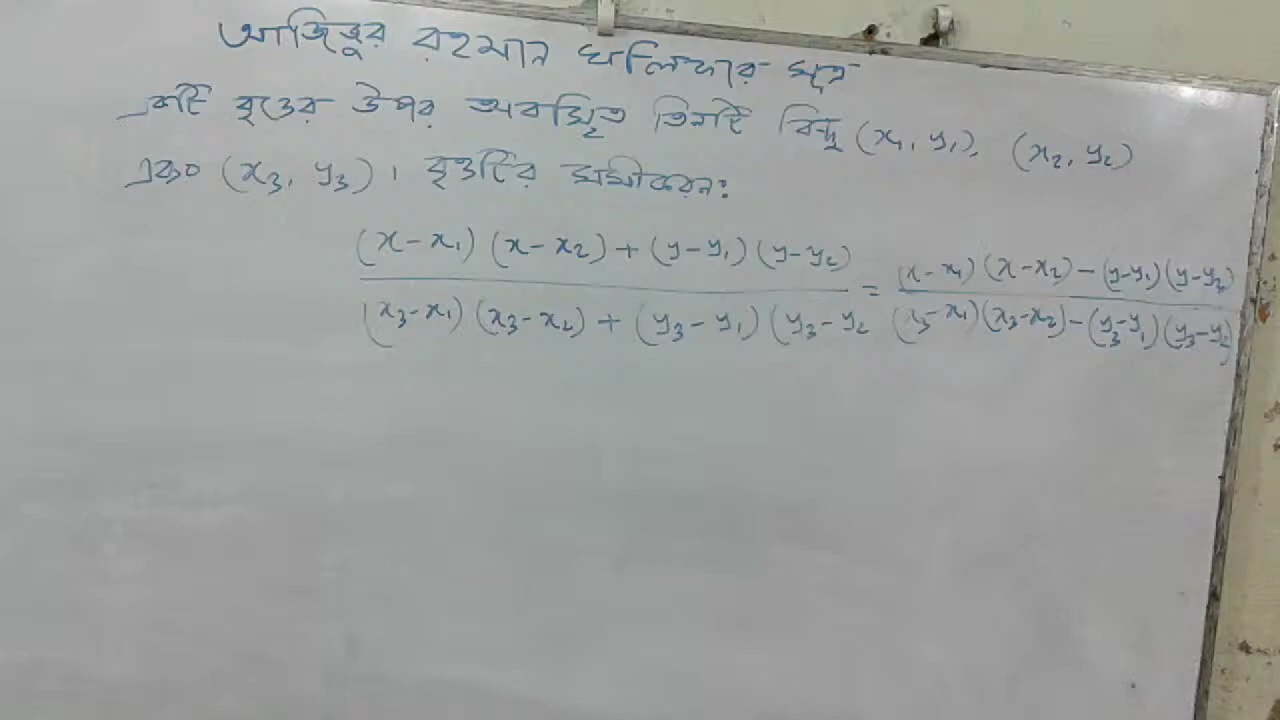 আজিজুর রহমান খালিফার সূত্র
একটি বৃত্তের উপর অবস্থিত তিনটি বিন্দু (x₁, y₁), (x₂, y₂)
এবং (x₃, y₃)। বৃত্তটির সমীকরন:
(x-x₁) (x-x₂) + (y-y₁) (y-y₂) / (x₃-x₁) (x₃-x₂) + (y₃-y₁) (y₃-y₂ = (x-x₁) (x-x₂) - (y-y₁) (y-y₂) / (x₃-x₁) (x₃-x₂) - (y₃-y₁) (y₃-y₂)